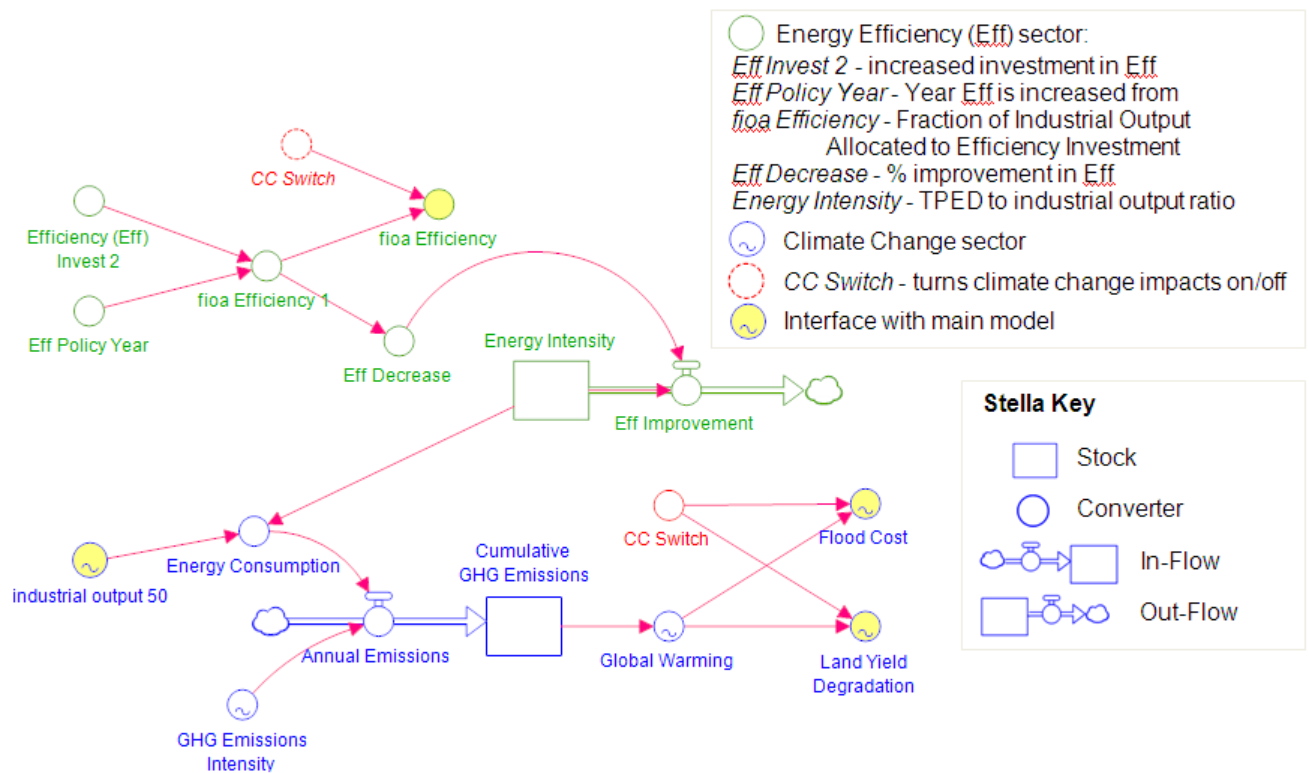 Energy Efficiency (Eff) sector:
Eff Invest 2 - increased investment in Eff
Eff Policy Year - Year Eff is increased from
fioa Efficiency - Fraction of Industrial Output
Allocated to Efficiency Investment
Eff Decrease - % improvement in Eff
Energy Intensity - TPED to industrial output ratio
Climate Change sector
CC Switch - turns climate change impacts on/off
Interface with main model
CC Switch
Efficiency (Eff)
Invest 2
fioa Efficiency
fioa Efficiency 1
Eff Policy Year
Eff Decrease
Energy Intensity
Eff Improvement
Stella Key
Stock
Converter
In-Flow
Out-Flow
industrial output 50
Energy Consumption
Cumulative
GHG Emissions
CC Switch
Flood Cost
Annual Emissions
Global Warming
Land Yield
Degradation
GHG Emissions
Intensity